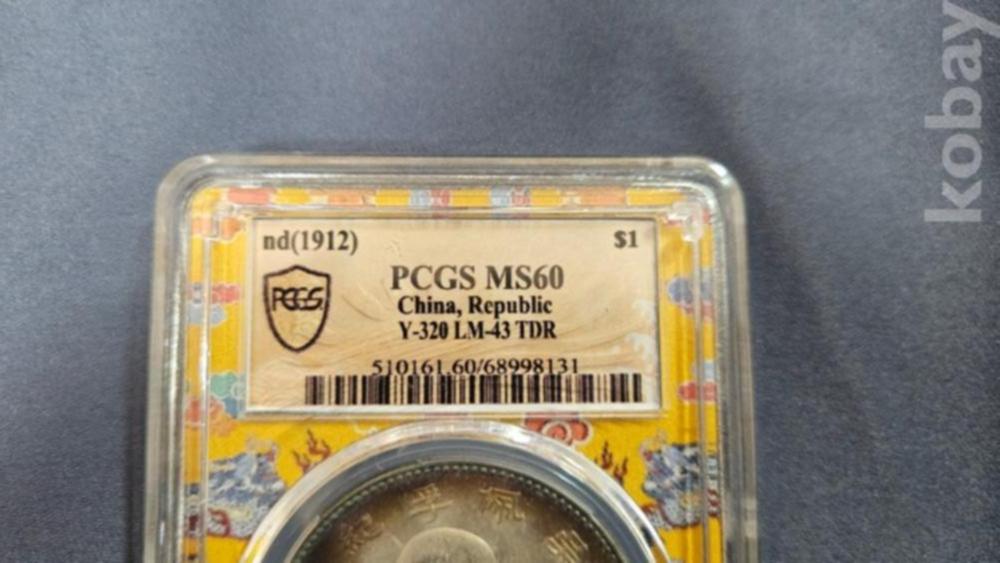 kobay
nd(1912) $1
PCGS MS60
China, Republic
PCGS
Y-320 LM-43 TDR
510161.60/68998131